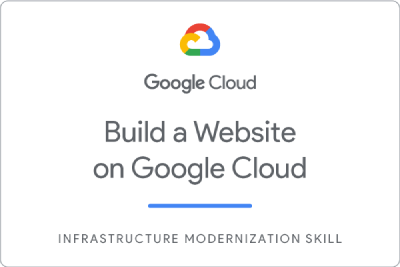 Google Cloud
Build a Website
on Google Cloud
INFRASTRUCTURE MODERNIZATION SKILL